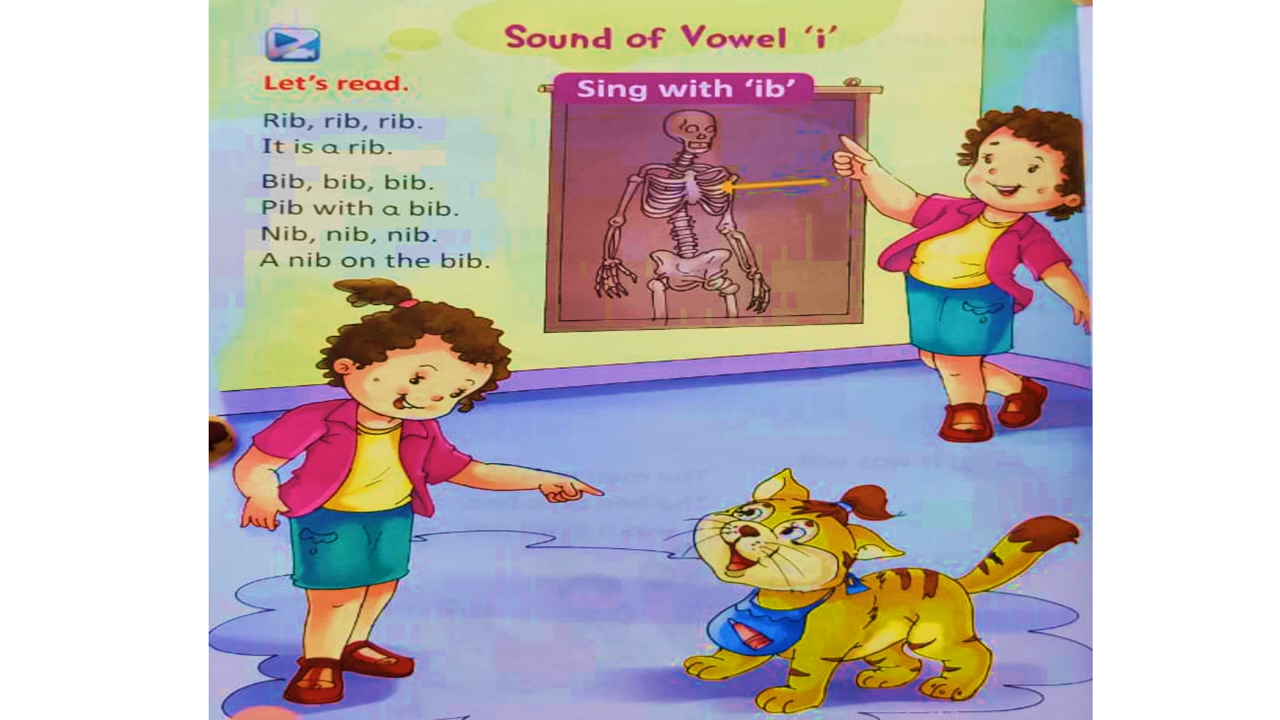 Sound of Vowel ‘i’
Let’s read.
Sing with ‘ib’
Rib, rib, rib.
It is a rib.
Bib, bib, bib.
Pib with a bib.
Nib, nib, nib.
A nib on the bib.